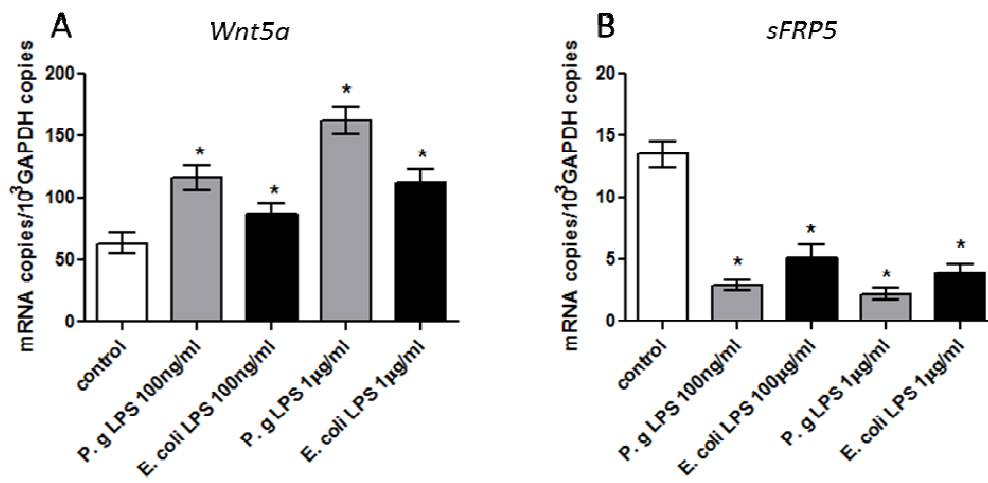 A
Wnt5a
mRNA copies/10³GAPDH copies
200
150
100
50
0
*
*
*
*
control
P. g LPS 100ng/ml
E. coli LPS 100ng/ml
P. g LPS 1µg/ml
E. coli LPS 1µg/ml
B
sFRP5
mRNA copies/10³GAPDH copies
20
15
10
5
0
*
*
*
*
control
P. g LPS 100ng/ml
E. coli LPS 100µg/ml
P. g LPS 1µg/ml
E. coli LPS 1µg/ml